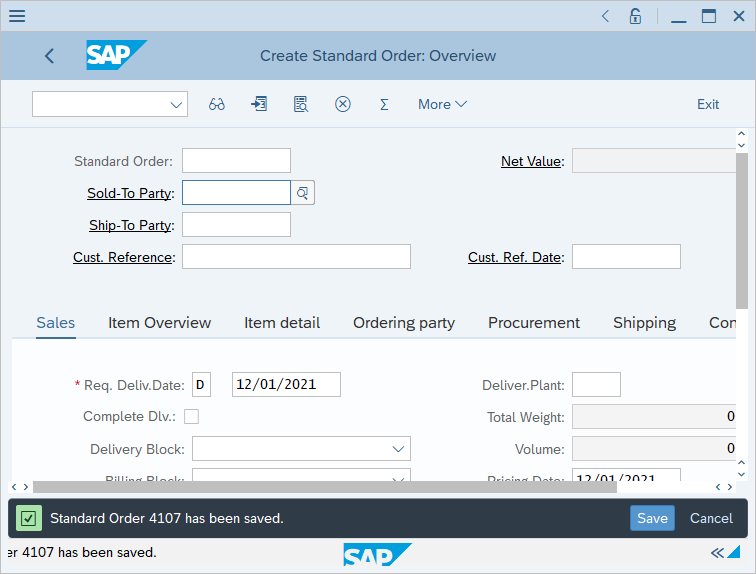 SAP
Create Standard Order: Overview
More
Exit
Standard Order:
Net Value:
Sold-To Party:
Ship-To Party:
Cust. Reference:
Cust. Ref. Date:
Sales Item Overview Item detail Ordering party Procurement Shipping Con
* Req. Deliv.Date: D 12/01/2021
Deliver.Plant:
Complete Dlv.:
Total Weight: 0
Delivery Block:
Volume: 0
Billing Block:
Pricing Date: 12/01/2021
Standard Order 4107 has been saved.
Save Cancel
er 4107 has been saved.
SAP